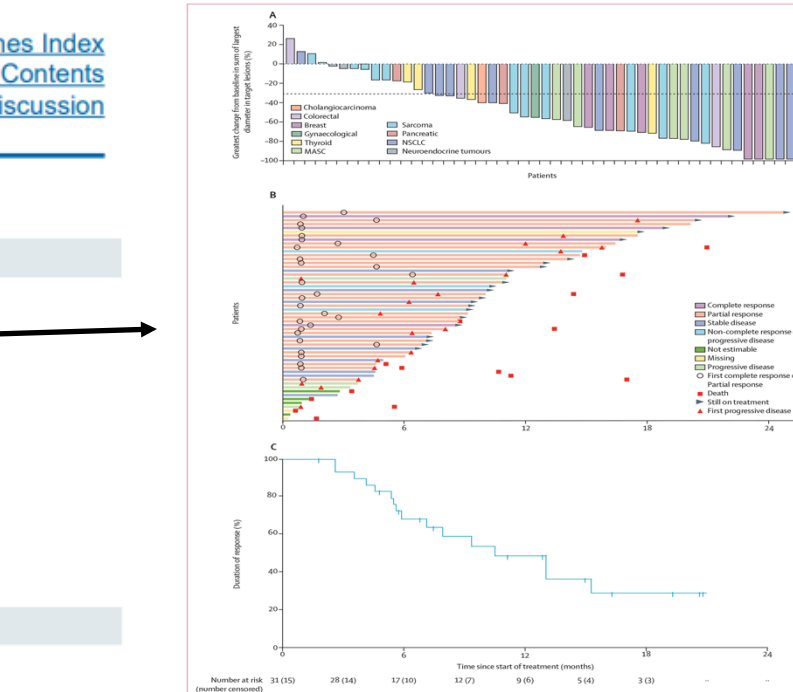 nes Index
Contents
iscussion
A
Greatest change from baseline in sum of largest
diameter in target lesions (%)
40
20
0
−20
−40
−60
−80
−100
Cholangiocarcinoma
Colorectal
Breast
Gynaecological
Thyroid
MASC
Sarcoma
Pancreatic
NSCLC
Neuroendocrine tumours
Patients
B
Patients
Complete response
Partial response
Stable disease
Non-complete response
progressive disease
Not estimable
Missing
Progressive disease
First complete response
Partial response
Death
Still on treatment
First progressive disease
0 6 12 18 24
C
Duration of response (%)
100
80
60
40
20
0
0 6 12 18 24
Time since start of treatment (months)
Number at risk 31 (15) 28 (14) 17 (10) 12 (7) 9 (6) 5 (4) 3 (3) .. ..
(number censored)